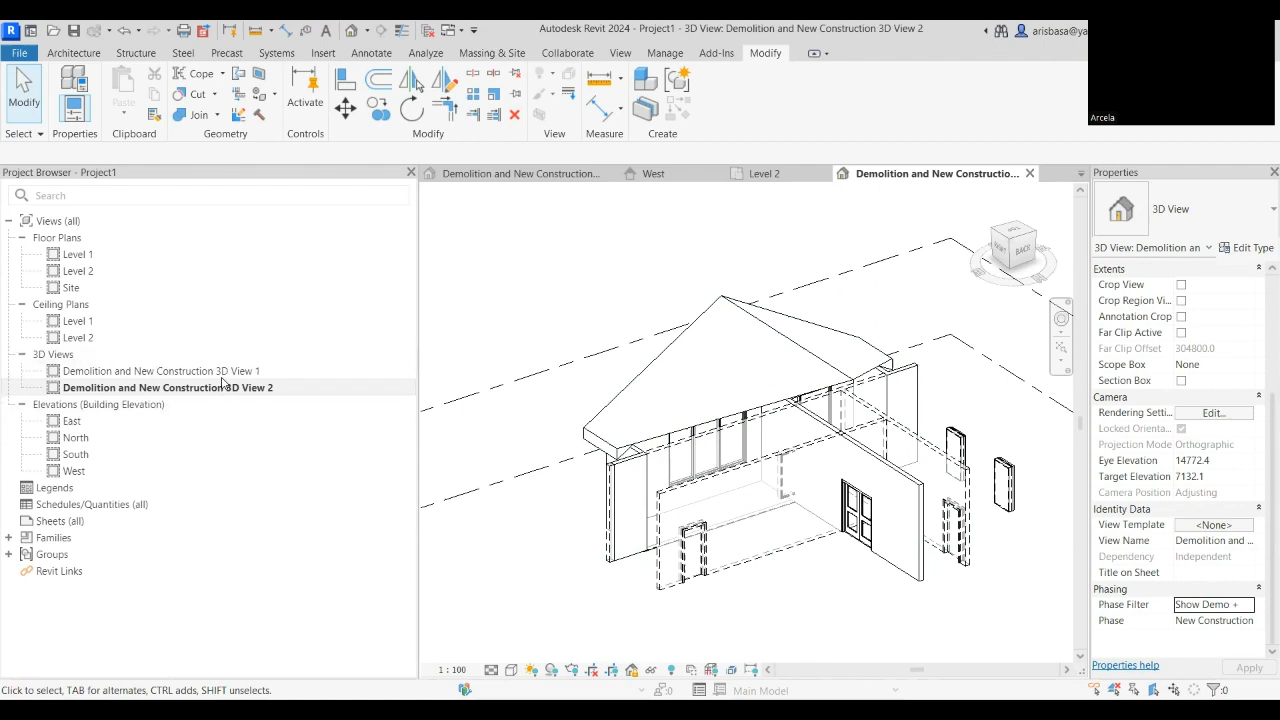 Autodesk Revit 2024 - Project1 - 3D View: Demolition and New Construction 3D View 2
arisbasa@ya
File Architecture Structure Steel Precast Systems Insert Annotate Analyze Massing & Site Collaborate View Manage Add-Ins Modify
Modify
Paste
Cope
Cut
Join
Activate
Arcela
Select Properties Clipboard Geometry Controls Modify View Measure Create
Project Browser - Project1
Demolition and New Construction... West Level 2 Demolition and New Constructio...
Properties
Search
3D View
Views (all)
Floor Plans
Level 1
Level 2
Site
Ceiling Plans
Level 1
Level 2
3D Views
Demolition and New Construction 3D View 1
Demolition and New Construction 3D View 2
Elevations (Building Elevation)
East
North
South
West
Legends
Schedules/Quantities (all)
Sheets (all)
Families
Groups
Revit Links
BACK
3D View: Demolition an Edit Type
Extents
Crop View
Crop Region Vi...
Annotation Crop
Far Clip Active
Far Clip Offset 304800.0
Scope Box None
Section Box
Camera
Rendering Setti... Edit...
Locked Orienta...
Projection Mode Orthographic
Eye Elevation 14772.4
Target Elevation 7132.1
Camera Position Adjusting
Identity Data
View Template <None>
View Name Demolition and ...
Dependency Independent
Title on Sheet
Phasing
Phase Filter Show Demo +
Phase New Construction
Properties help Apply
1 : 100
Click to select, TAB for alternates, CTRL adds, SHIFT unselects.
:0
Main Model
:0